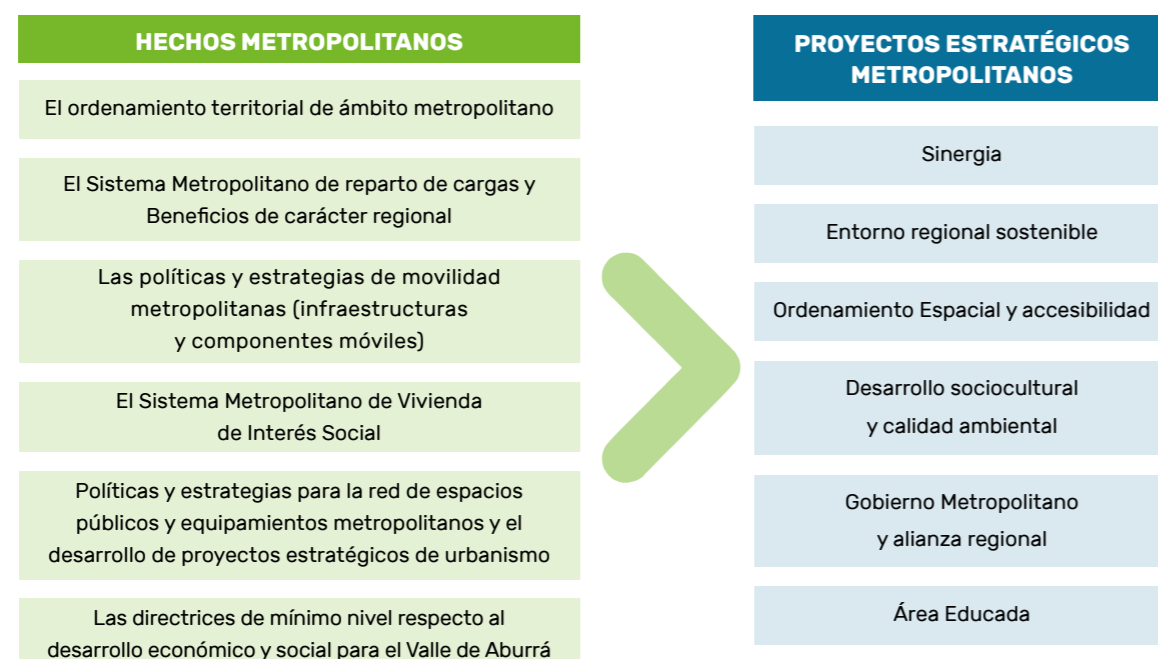 HECHOS METROPOLITANOS
El ordenamiento territorial de ámbito metropolitano
El Sistema Metropolitano de reparto de cargas y
Beneficios de carácter regional
Las políticas y estrategias de movilidad
metropolitanas (infraestructuras
y componentes móviles)
El Sistema Metropolitano de Vivienda
de Interés Social
Políticas y estrategias para la red de espacios
públicos y equipamientos metropolitanos y el
desarrollo de proyectos estratégicos de urbanismo
Las directrices de mínimo nivel respecto al
desarrollo económico y social para el Valle de Aburrá
PROYECTOS ESTRATÉGICOS
METROPOLITANOS
Sinergia
Entorno regional sostenible
Ordenamiento Espacial y accesibilidad
Desarrollo sociocultural
y calidad ambiental
Gobierno Metropolitano
y alianza regional
Área Educada